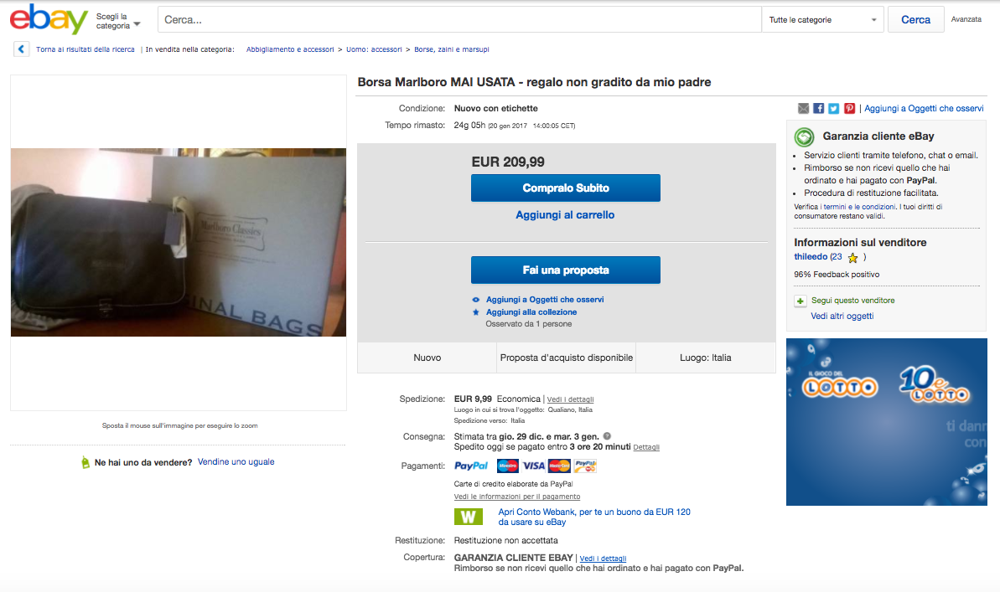 ebay
Scegli la
categoria
Cerca...
Tutte le categorie
Cerca
Avanzata
Torna ai risultati della ricerca | In vendita nella categoria: Abbigliamento e accessori > Uomo: accessori > Borse, zaini e marsupi
Marlboro Classics
INAL BAGS
Sposta il mouse sull'immagine per eseguire lo zoom
Ne hai uno da vendere? Vendine uno uguale
Borsa Marlboro MAI USATA - regalo non gradito da mio padre
Condizione: Nuovo con etichette
Tempo rimasto: 24g 05h (20 gen 2017 14:00:05 CET)
EUR 209,99
Compralo Subito
Aggiungi al carrello
Fai una proposta
Aggiungi a Oggetti che osservi
Aggiungi alla collezione
Osservato da 1 persone
Nuovo
Proposta d'acquisto disponibile
Luogo: Italia
Spedizione: EUR 9,99 Economica | Vedi i dettagli
Luogo in cui si trova l'oggetto: Qualiano, Italia
Spedizione verso: Italia
Consegna: Stimata tra gio. 29 dic. e mar. 3 gen. ?
Spedito oggi se pagato entro 3 ore 20 minuti Dettagli
Pagamenti: PayPal Maestro VISA MasterCard PayPal
Carte di credito elaborate da PayPal
Vedi le informazioni per il pagamento
W
Apri Conto Webank, per te un buono da EUR 120
da usare su eBay
Restituzione: Restituzione non accettata
Copertura: GARANZIA CLIENTE EBAY | Vedi i dettagli
Rimborso se non ricevi quello che hai ordinato e hai pagato con PayPal.
| Aggiungi a Oggetti che osservi
Garanzia cliente eBay
• Servizio clienti tramite telefono, chat o email.
• Rimborso se non ricevi quello che hai
ordinato e hai pagato con PayPal.
• Procedura di restituzione facilitata.
Verifica i termini e le condizioni. I tuoi diritti di
consumatore restano validi.
Informazioni sul venditore
thileedo (23 )
96% Feedback positivo
Segui questo venditore
Vedi altri oggetti
IL GIOCO DEL
LOTTO
10eLOTTO
ti dann
con